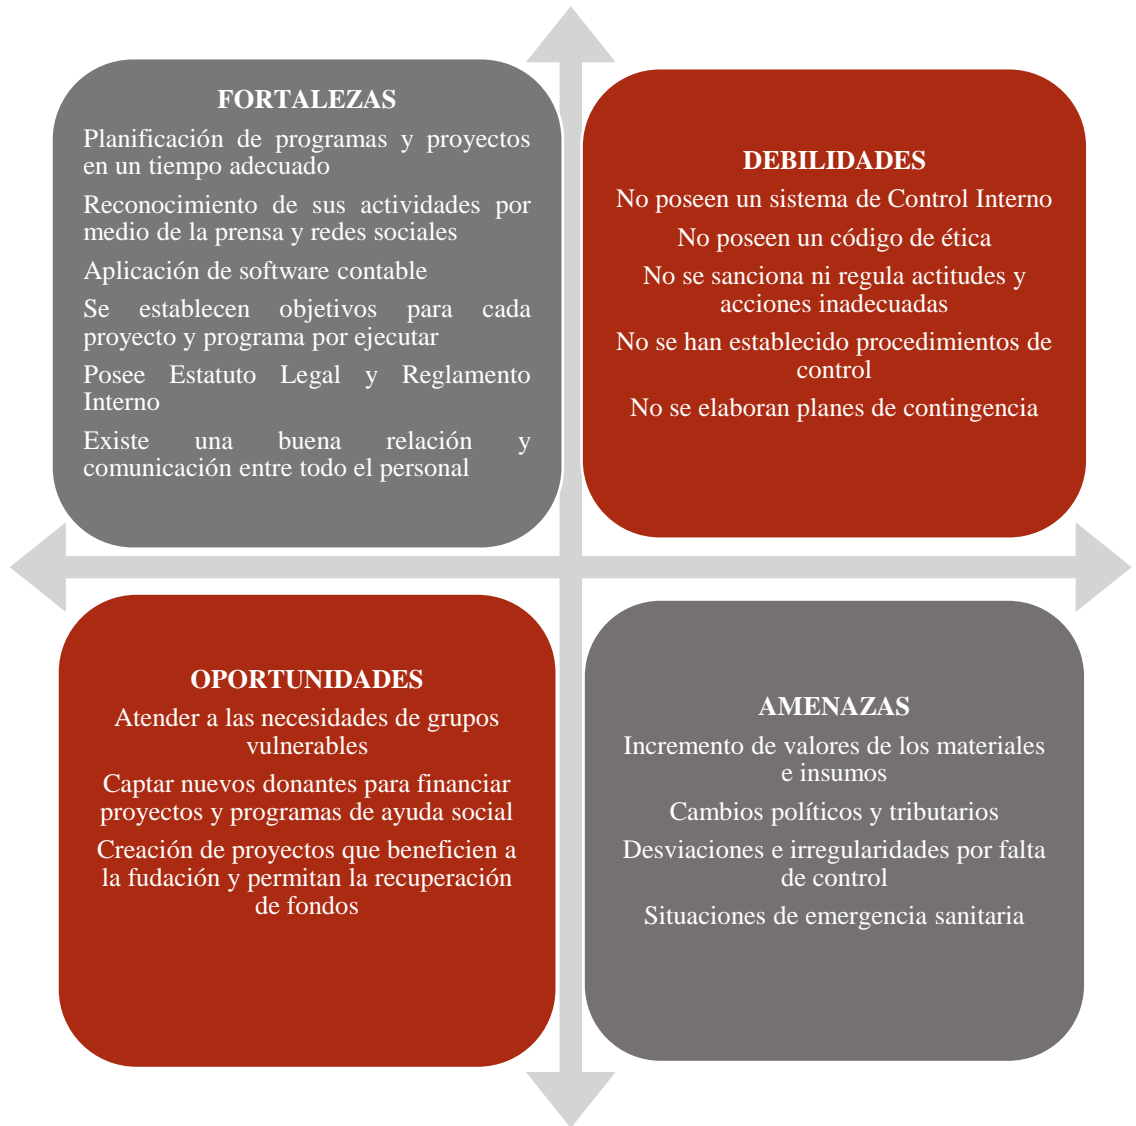 FORTALEZAS
Planificación de programas y proyectos
en un tiempo adecuado
Reconocimiento de sus actividades por
medio de la prensa y redes sociales
Aplicación de software contable
Se establecen objetivos para cada
proyecto y programa por ejecutar
Posee Estatuto Legal y Reglamento
Interno
Existe una buena relación y
comunicación entre todo el personal
DEBILIDADES
No poseen un sistema de Control Interno
No poseen un código de ética
No se sanciona ni regula actitudes y
acciones inadecuadas
No se han establecido procedimientos de
control
No se elaboran planes de contingencia
OPORTUNIDADES
Atender a las necesidades de grupos
vulnerables
Captar nuevos donantes para financiar
proyectos y programas de ayuda social
Creación de proyectos que beneficien a
la fudación y permitan la recuperación
de fondos
AMENAZAS
Incremento de valores de los materiales
e insumos
Cambios políticos y tributarios
Desviaciones e irregularidades por falta
de control
Situaciones de emergencia sanitaria